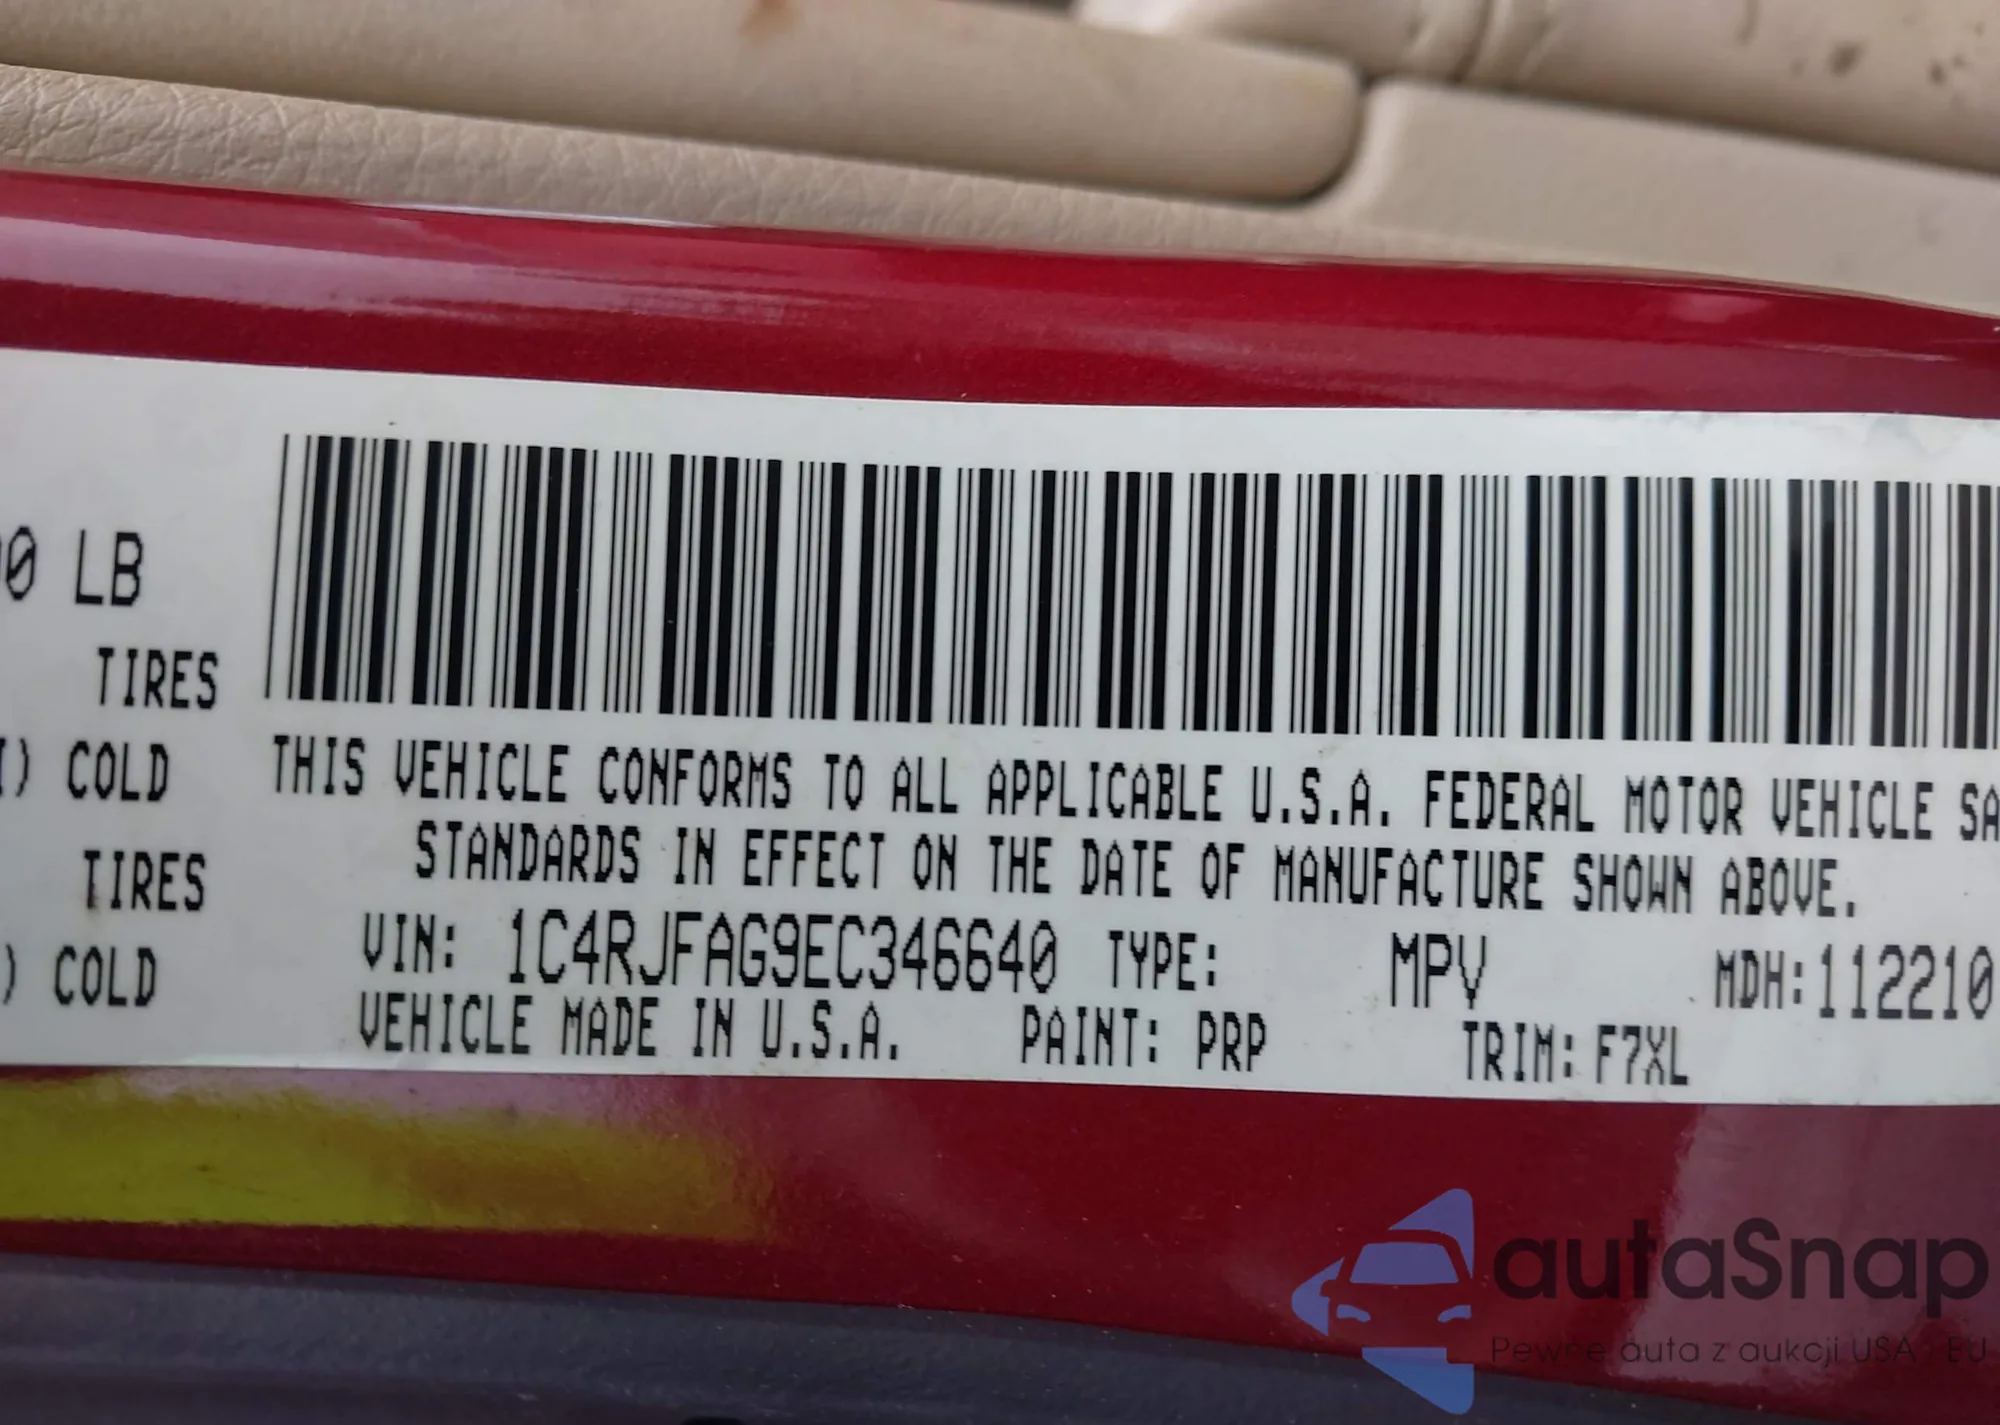 00 LB
TIRES
) COLD
TIRES
) COLD
THIS VEHICLE CONFORMS TO ALL APPLICABLE U.S.A. FEDERAL MOTOR VEHICLE SA
STANDARDS IN EFFECT ON THE DATE OF MANUFACTURE SHOWN ABOVE.
VIN: 1C4RJFAG9EC346640 TYPE: MPV MDH:112210
VEHICLE MADE IN U.S.A. PAINT: PRP TRIM: F7XL
autaSnap
Pewne auta z aukcji USA i EU